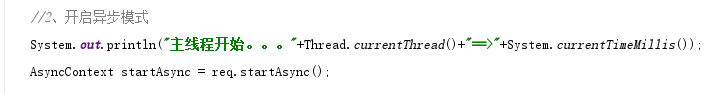 //2、开启异步模式
System.out.println("主线程开始。。。"+Thread.currentThread()+"==>"+System.currentTimeMillis());
AsyncContext startAsync = req.startAsync();